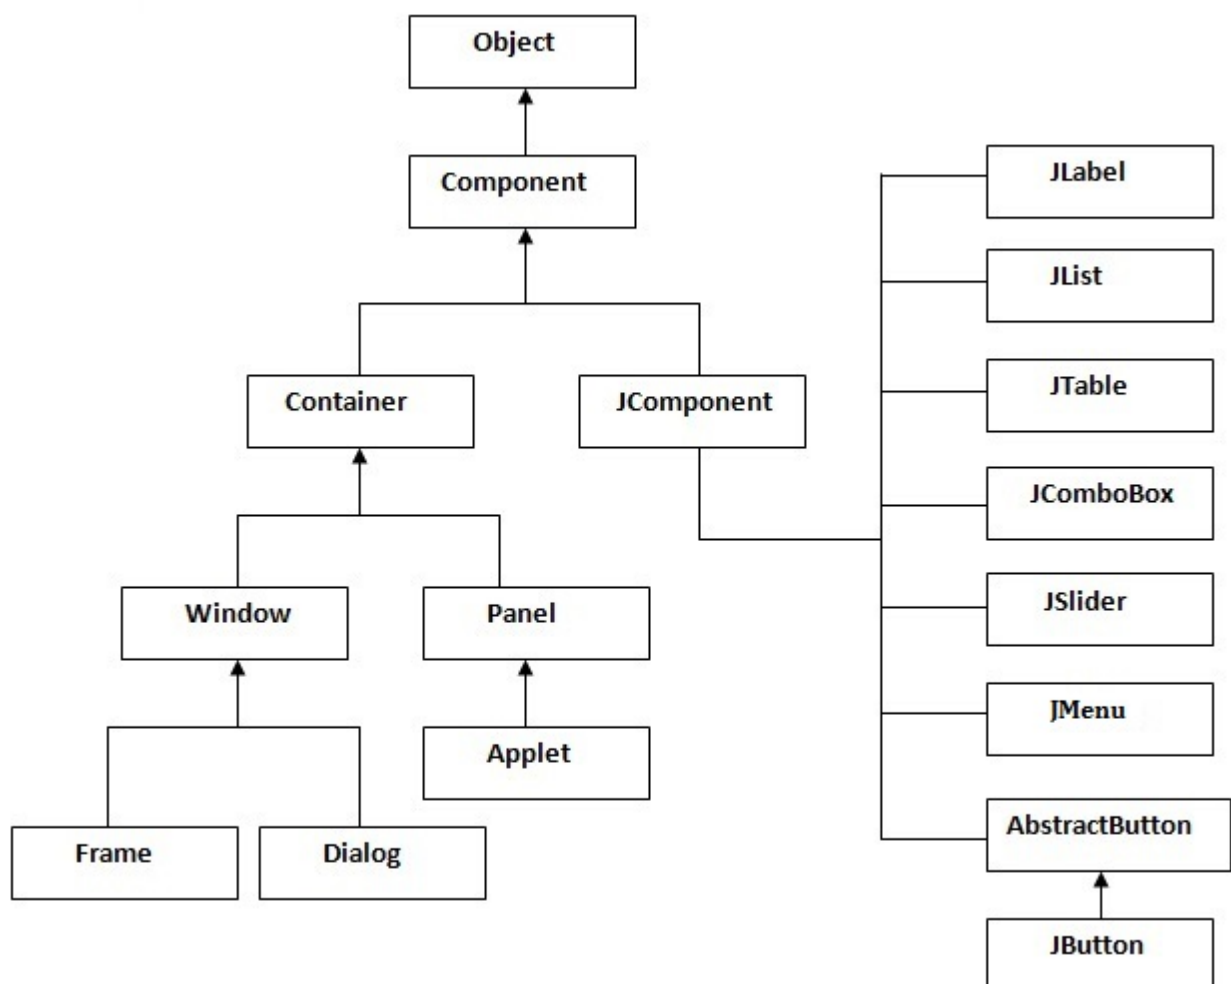 Object
Component
JLabel
JList
Container
JComponent
JTable
JComboBox
Window
Panel
JSlider
JMenu
Applet
AbstractButton
Frame
Dialog
JButton